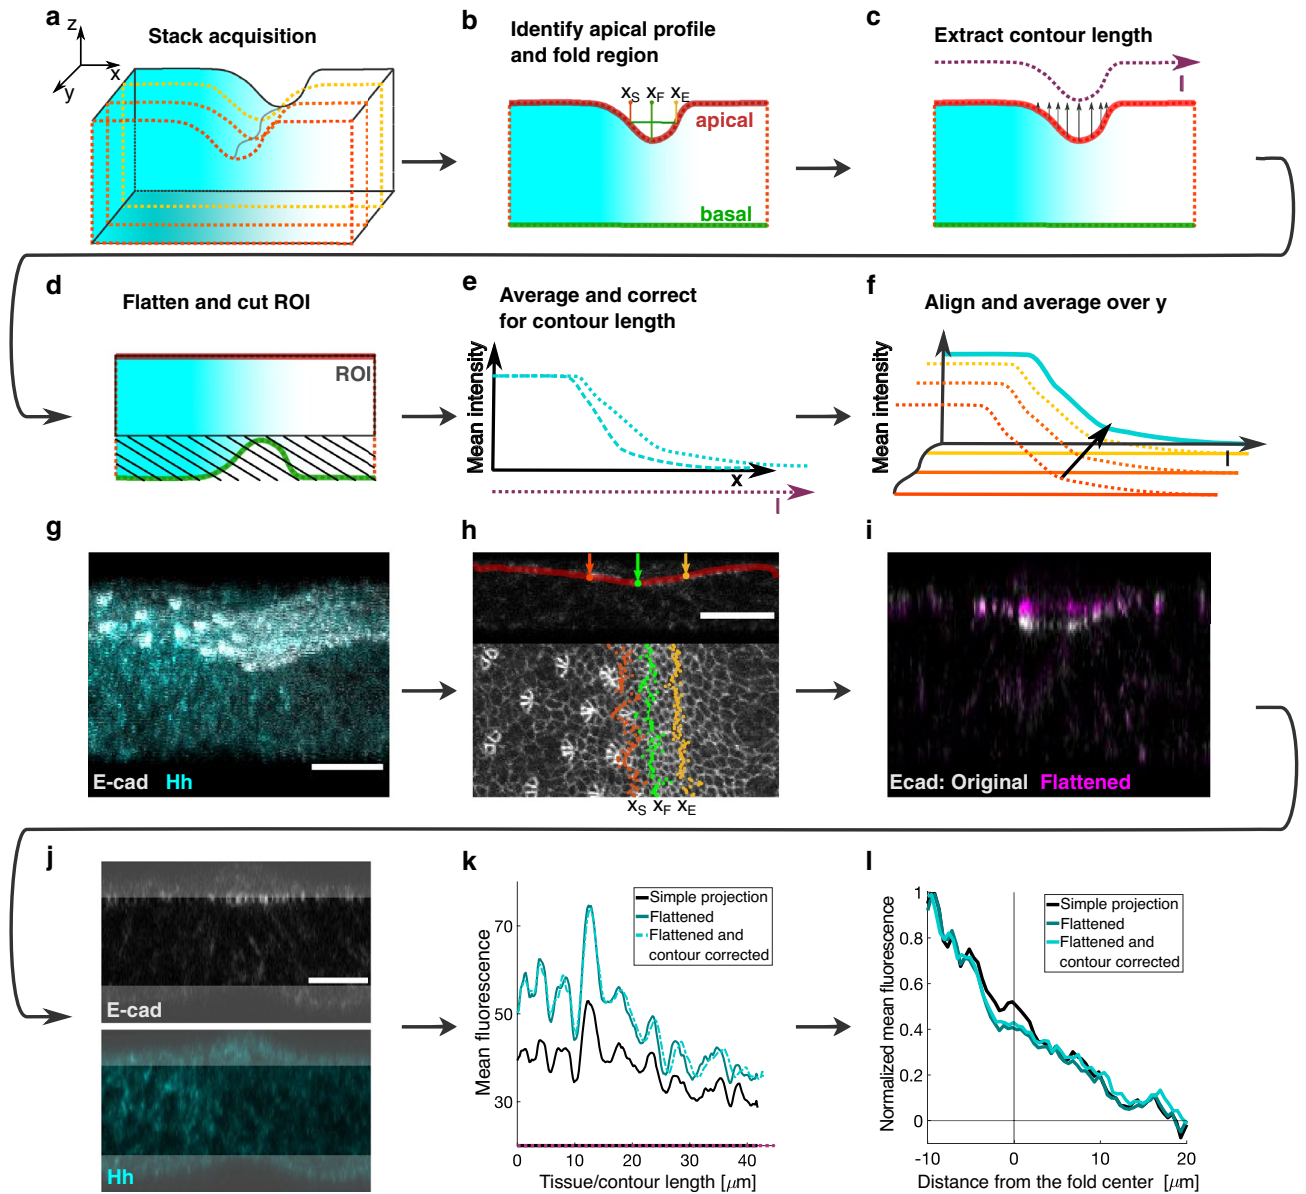 a
Stack acquisition
z
x
y
b
Identify apical profile
and fold region
xS xF xE
apical
basal
c
Extract contour length
l
d
Flatten and cut ROI
ROI
e
Average and correct
for contour length
Mean intensity
x
l
f
Align and average over y
Mean intensity
l
g
E-cad Hh
h
xS xF xE
i
Ecad: Original Flattened
j
E-cad
Hh
k
Simple projection
Flattened
Flattened and
contour corrected
Mean fluorescence
70
50
30
0 10 20 30 40
Tissue/contour length [μm]
l
Simple projection
Flattened
Flattened and
contour corrected
Normalized mean fluorescence
1
0.8
0.6
0.4
0.2
0
-10 0 10 20
Distance from the fold center [μm]